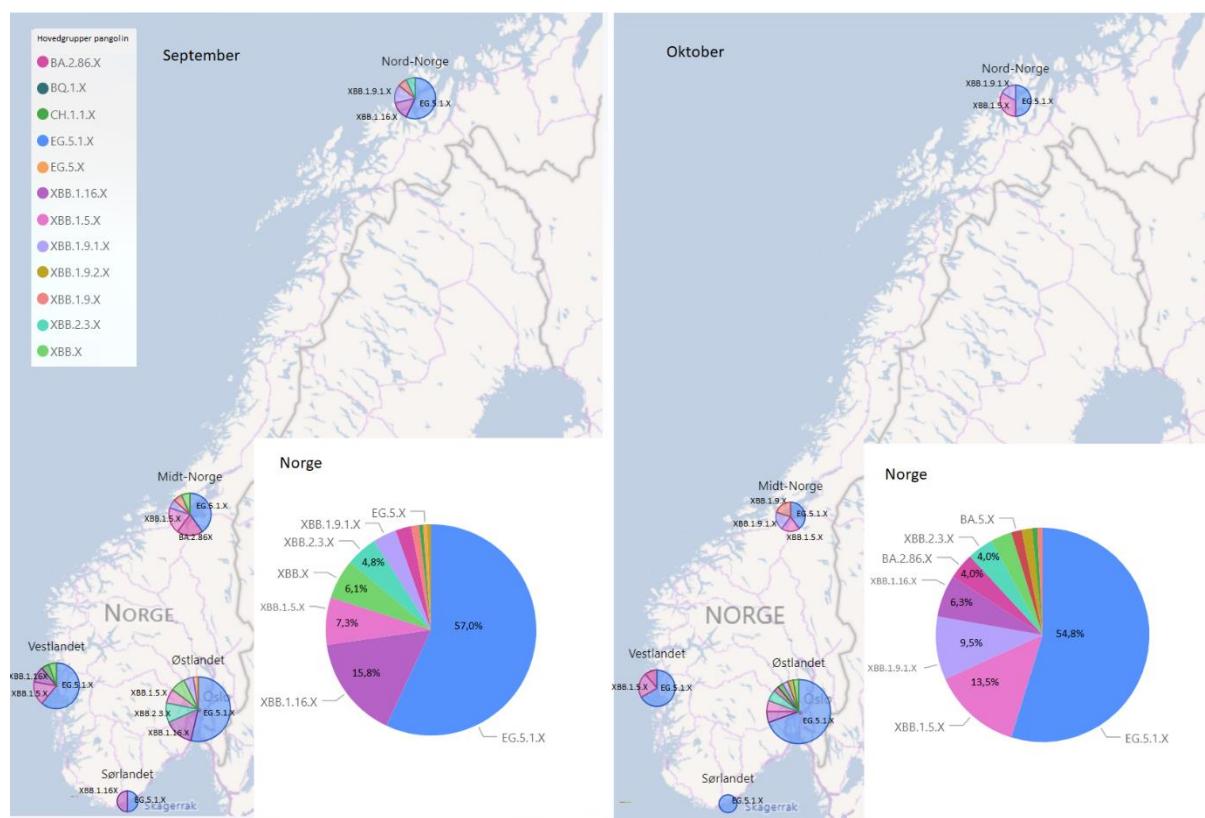 Hovedgrupper pangolin
BA.2.86.X
BQ.1.X
CH.1.1.X
EG.5.1.X
EG.5.X
XBB.1.16.X
XBB.1.5.X
XBB.1.9.1.X
XBB.1.9.2.X
XBB.1.9.X
XBB.2.3.X
XBB.X
September
Nord-Norge
XBB.1.9.1.X
EG.5.1.X
XBB.1.16.X
Midt-Norge
EG.5.1.X
XBB.1.5.X
BA.2.86X
NORGE
Vestlandet
XBB.1.16X
EG.5.1.X
XBB.1.5.X
Østlandet
XBB.1.5.X
Oslo
XBB.2.3.X
EG.5.1.X
XBB.1.16.X
Sørlandet
XBB.1.16X
EG.5.1.X
Skagerrak
Norge
EG.5.X
XBB.1.9.1.X
XBB.2.3.X
4,8%
XBB.X
6,1%
XBB.1.5.X
7,3%
57,0%
15,8%
XBB.1.16.X
EG.5.1.X
Oktober
Nord-Norge
XBB.1.9.1.X
EG.5.1.X
XBB.1.5.X
Midt-Norge
XBB.1.9.X
EG.5.1.X
XBB.1.9.1.X
XBB.1.5.X
NORGE
Vestlandet
XBB.1.5.X
EG.5.1.X
Østlandet
Oslo
EG.5.1.X
Sørlandet
EG.5.1.X
Skagerrak
Norge
BA.5.X
XBB.2.3.X
4,0%
BA.2.86.X
4,0%
XBB.1.16.X
6,3%
54,8%
9,5%
XBB.1.9.1.X
13,5%
XBB.1.5.X
EG.5.1.X